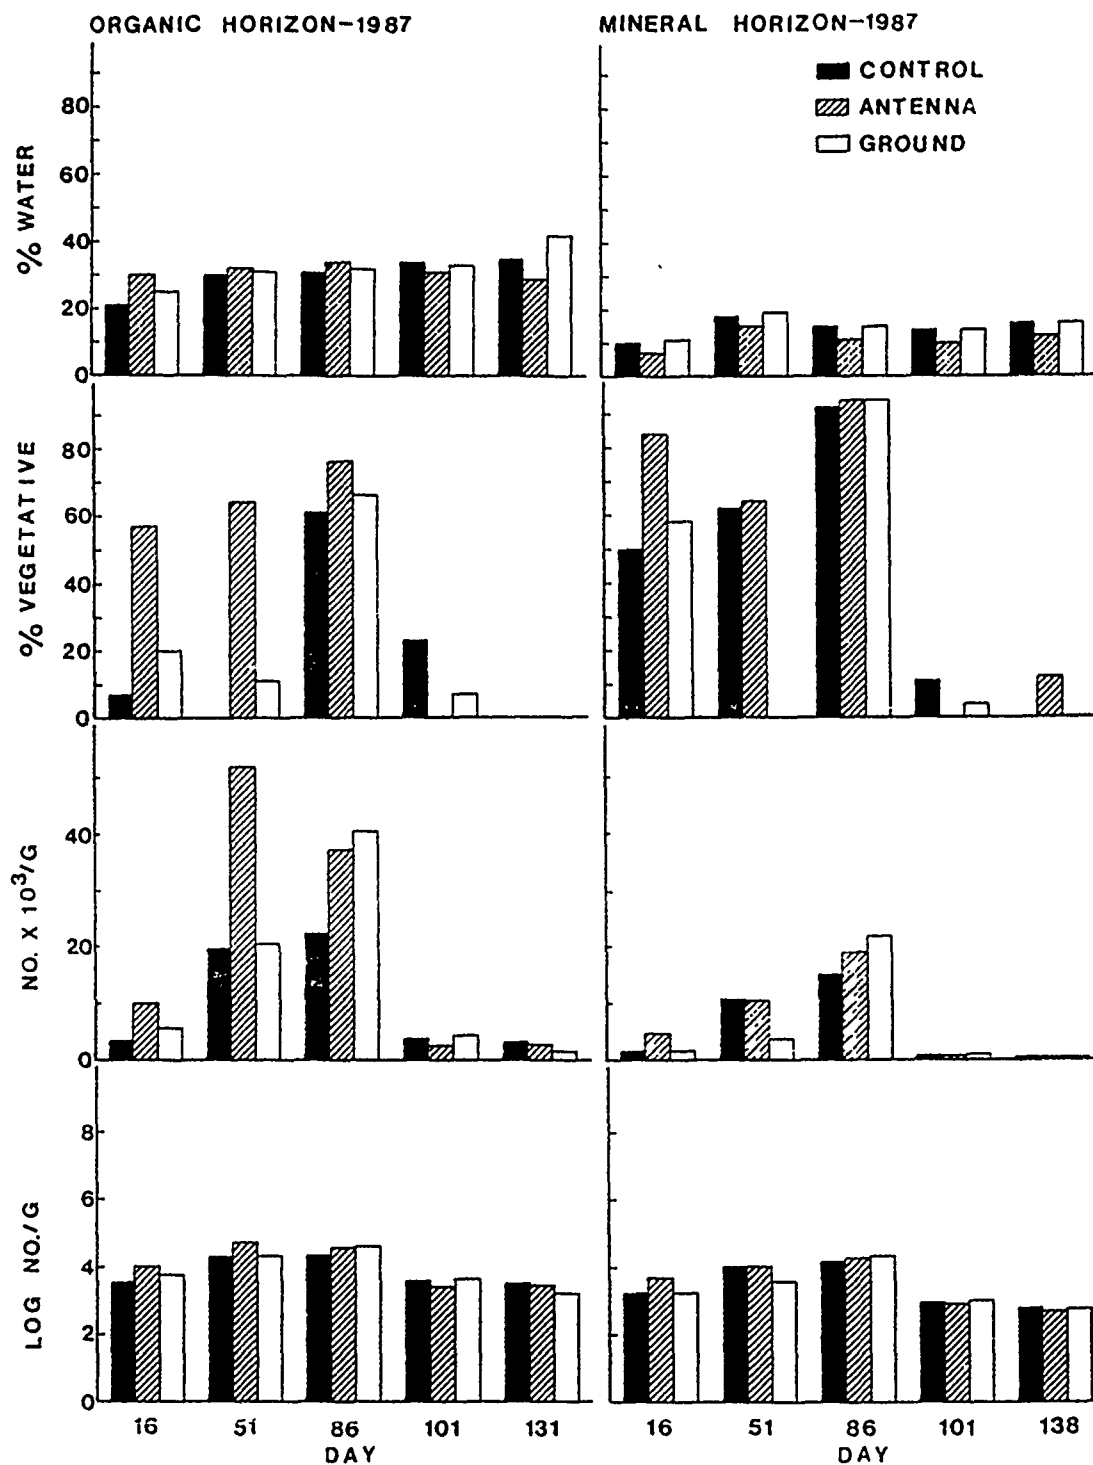 ORGANIC HORIZON-1987
MINERAL HORIZON-1987
CONTROL
ANTENNA
GROUND
% WATER
80
60
40
20
0
% VEGETATIVE
80
60
40
20
0
NO. X 10³/G
40
20
0
LOG NO./G
8
6
4
2
0
16 51 86 101 131
DAY
16 51 86 101 138
DAY